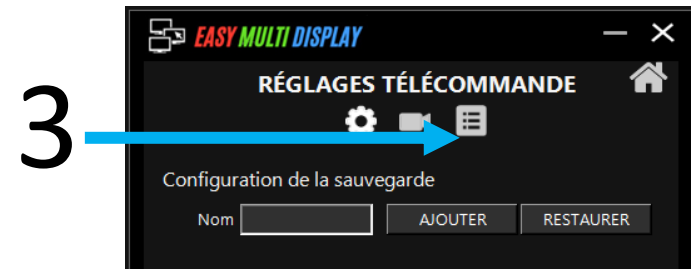 EASY MULTI DISPLAY
RÉGLAGES TÉLÉCOMMANDE
3
Configuration de la sauvegarde
Nom AJOUTER RESTAURER